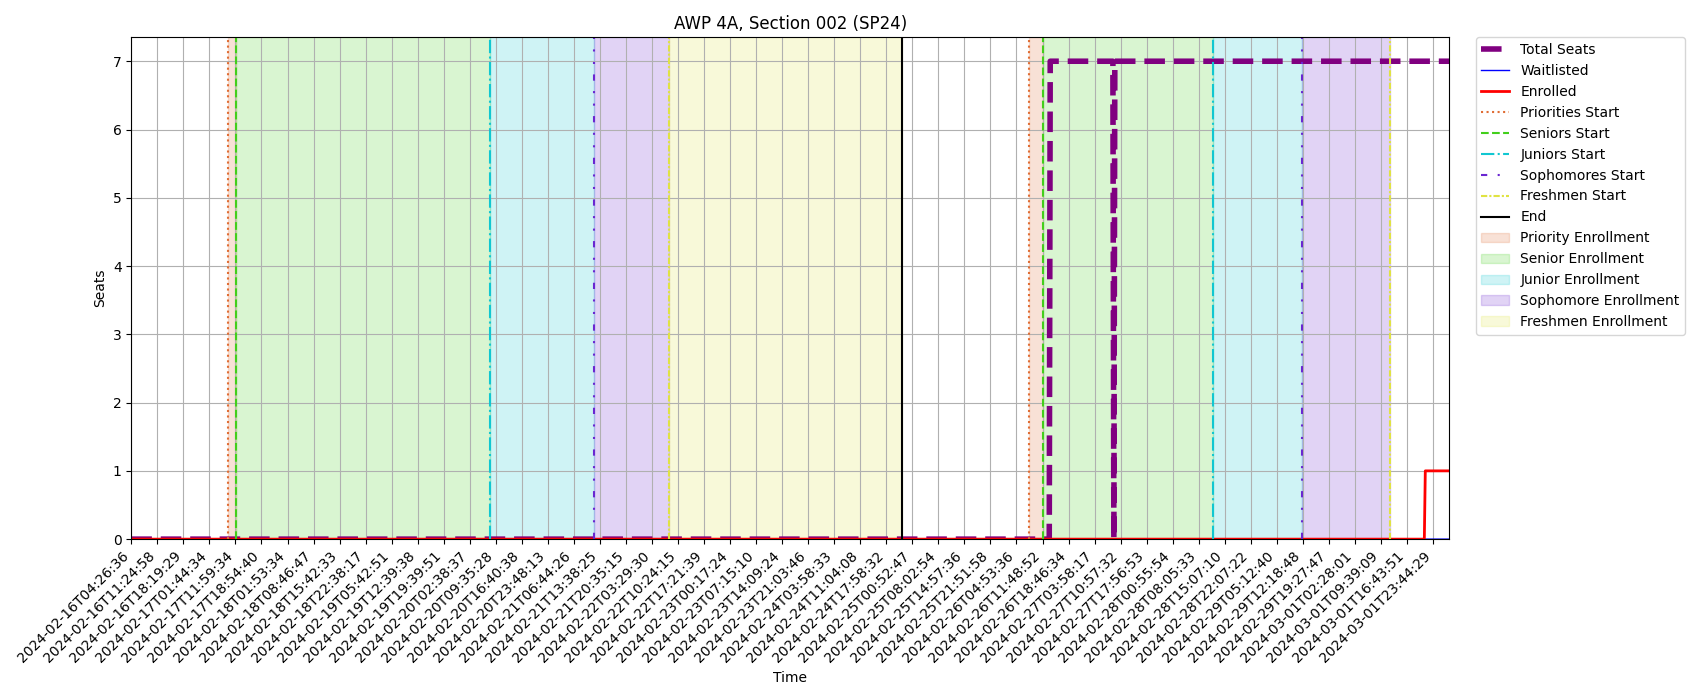 AWP 4A, Section 002 (SP24)
7
6
5
4
3
2
1
0
Seats
2024-02-16T04:26:36
2024-02-16T11:24:58
2024-02-16T18:19:29
2024-02-17T01:44:34
2024-02-17T11:59:34
2024-02-17T18:54:40
2024-02-18T01:53:34
2024-02-18T08:46:47
2024-02-18T15:42:33
2024-02-18T22:38:17
2024-02-19T05:42:51
2024-02-19T12:39:38
2024-02-19T19:39:51
2024-02-20T02:38:37
2024-02-20T09:35:28
2024-02-20T16:40:38
2024-02-20T23:48:13
2024-02-21T06:44:26
2024-02-21T13:38:25
2024-02-21T20:35:15
2024-02-22T03:29:30
2024-02-22T10:24:15
2024-02-22T17:21:39
2024-02-23T00:17:24
2024-02-23T07:15:10
2024-02-23T14:09:24
2024-02-23T21:03:46
2024-02-24T03:58:33
2024-02-24T11:04:08
2024-02-24T17:58:32
2024-02-25T00:52:47
2024-02-25T08:02:54
2024-02-25T14:57:36
2024-02-25T21:51:58
2024-02-26T04:53:36
2024-02-26T11:48:52
2024-02-26T18:46:34
2024-02-27T03:58:17
2024-02-27T10:57:32
2024-02-27T17:56:53
2024-02-28T00:55:54
2024-02-28T08:05:33
2024-02-28T15:07:10
2024-02-28T22:07:22
2024-02-29T05:12:40
2024-02-29T12:18:48
2024-02-29T19:27:47
2024-03-01T02:28:01
2024-03-01T09:39:09
2024-03-01T16:43:51
2024-03-01T23:44:29
Time
Total Seats
Waitlisted
Enrolled
Priorities Start
Seniors Start
Juniors Start
Sophomores Start
Freshmen Start
End
Priority Enrollment
Senior Enrollment
Junior Enrollment
Sophomore Enrollment
Freshmen Enrollment